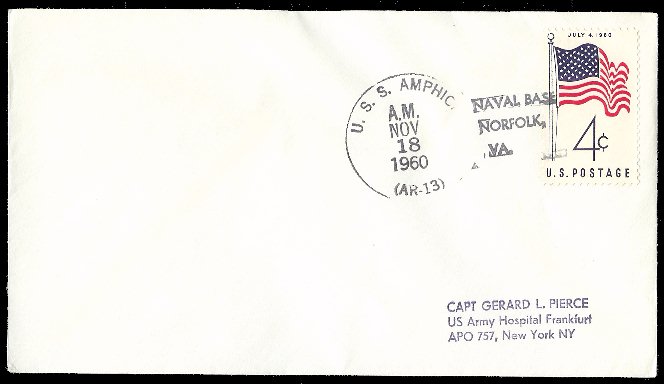 JULY 4, 1960
4¢
U.S. POSTAGE
U. S. S. AMPHIO
A.M.
NOV
18
1960
(AR-13)
NAVAL BASE
NORFOLK,
VA.
CAPT GERARD L. PIERCE
US Army Hospital Frankfurt
APO 757, New York NY